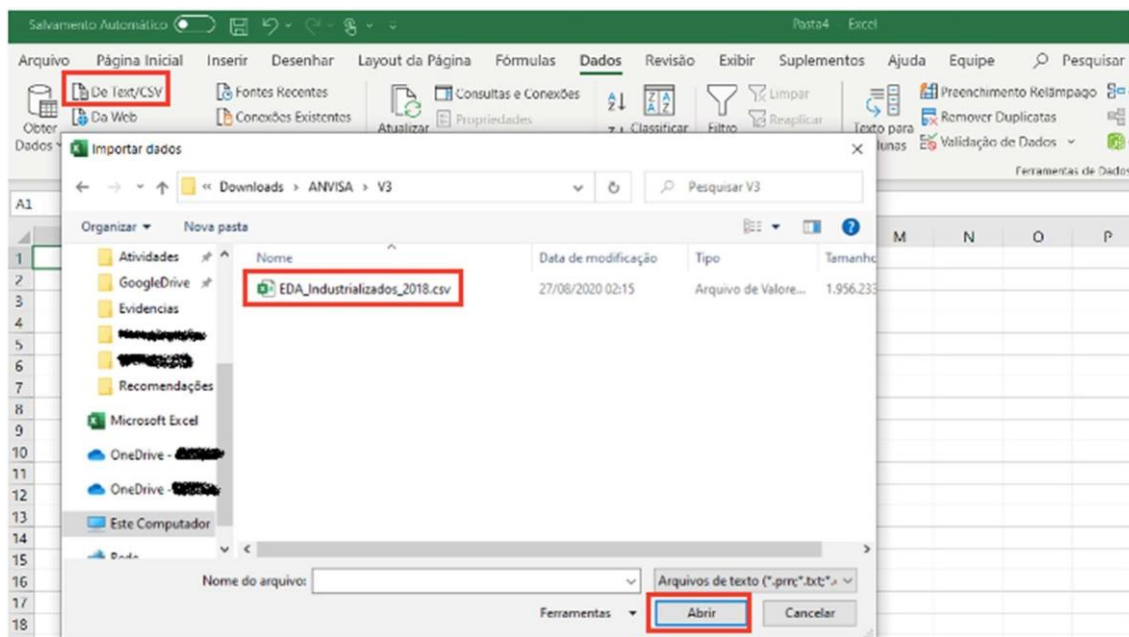 Salvamento Automático Pasta4 Excel
Arquivo Página Inicial Inserir Desenhar Layout da Página Fórmulas Dados Revisão Exibir Suplementos Ajuda Equipe Pesquisar
De Text/CSV Fontes Recentes Consultas e Conexões Limpar Preenchimento Relâmpago
Da Web Conexões Existentes Propriedades Reaplicar Remover Duplicatas
Obter Atualizar Classificar Filtro Texto para
Dados lunas Validação de Dados
Importar dados
Ferramentas de Dados
« Downloads > ANVISA > V3 Pesquisar V3
A1
Organizar Nova pasta
M N O P
Nome Data de modificação Tipo Tamanho
1 Atividades
2 GoogleDrive EDA_Industrializados_2018.csv 27/08/2020 02:15 Arquivo de Valore... 1.956.233
3 Evidencias
4
5
6
7 Recomendações
8
9 Microsoft Excel
10 OneDrive -
11
12 OneDrive -
13 Este Computador
14
15 Rede
16 Nome do arquivo: Arquivos de texto (*.prn;*.txt;*.
17 Ferramentas Abrir Cancelar
18